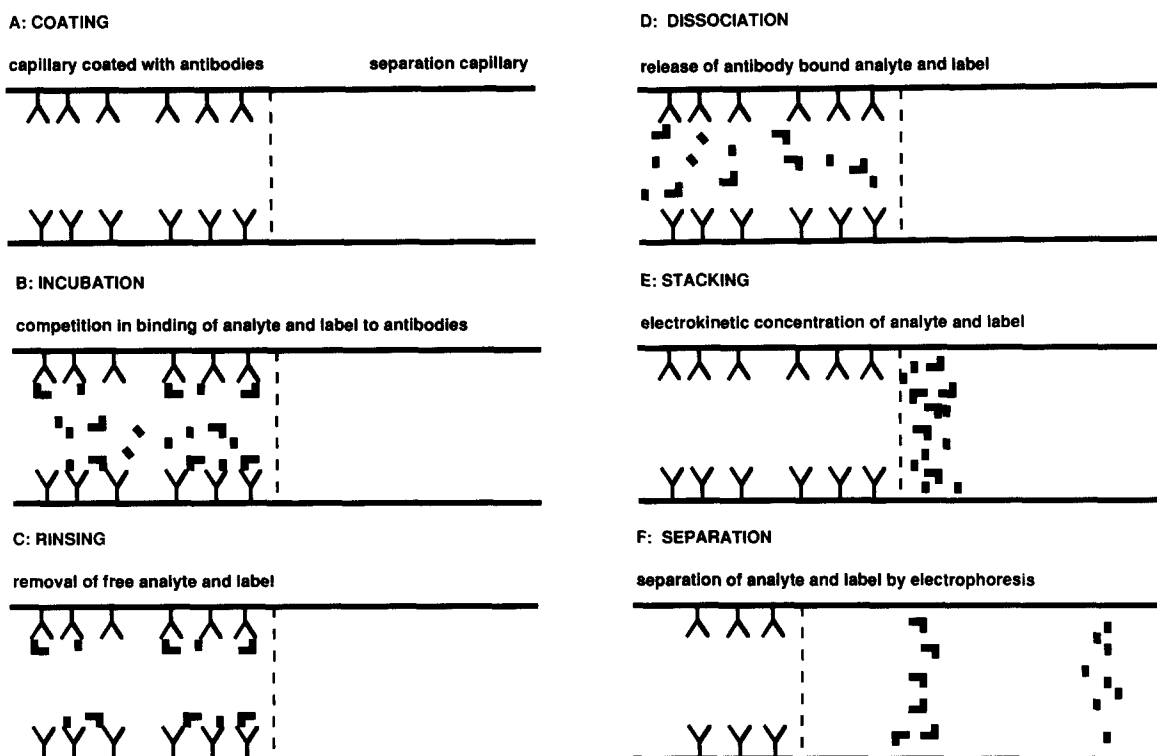 A: COATING
capillary coated with antibodies separation capillary
B: INCUBATION
competition in binding of analyte and label to antibodies
C: RINSING
removal of free analyte and label
D: DISSOCIATION
release of antibody bound analyte and label
E: STACKING
electrokinetic concentration of analyte and label
F: SEPARATION
separation of analyte and label by electrophoresis